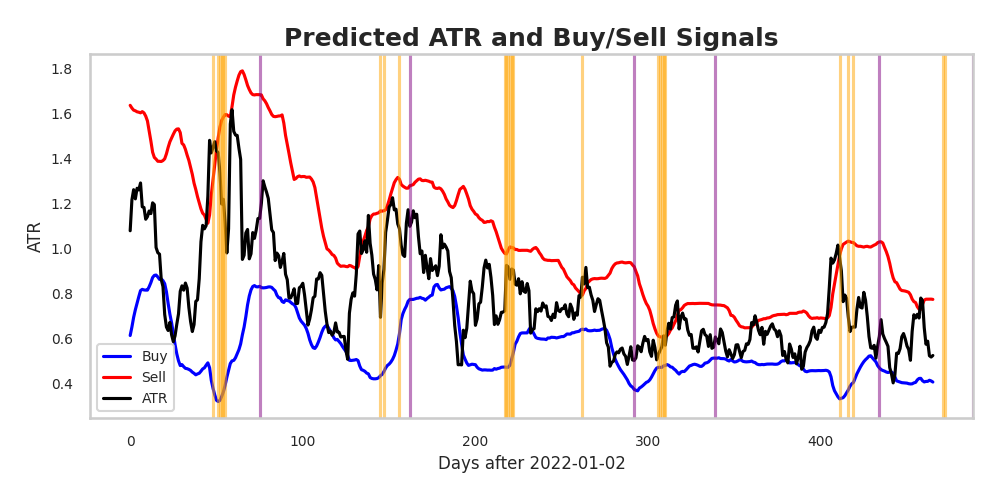 Predicted ATR and Buy/Sell Signals
ATR
1.8
1.6
1.4
1.2
1.0
0.8
0.6
0.4
Buy
Sell
ATR
0
100
200
300
400
Days after 2022-01-02